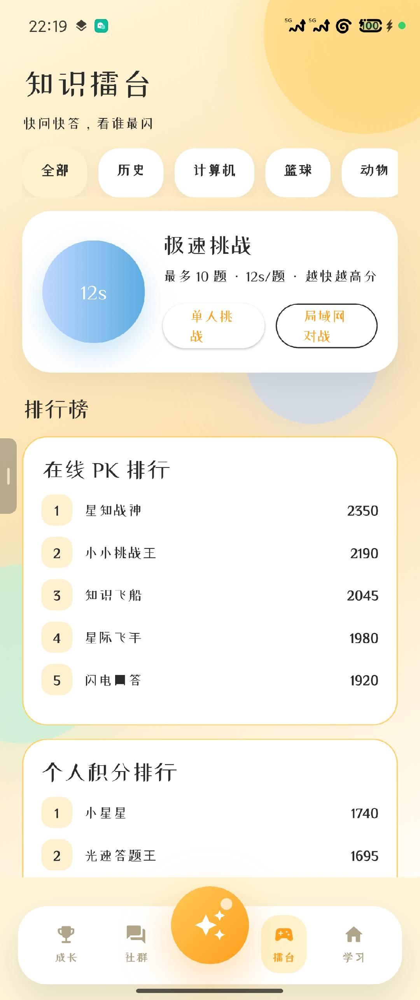 22:19
5G 5G 100
知识擂台
快问快答，看谁最闪
全部 历史 计算机 篮球 动物
极速挑战
最多 10 题 · 12s/题 · 越快越高分
12s
单人挑
战
局域网
对战
排行榜
在线 PK 排行
1 星知战神 2350
2 小小挑战王 2190
3 知识飞船 2045
4 星际飞手 1980
5 闪电■答 1920
个人积分排行
1 小星星 1740
2 光速答题王 1695
成长 社群 擂台 学习